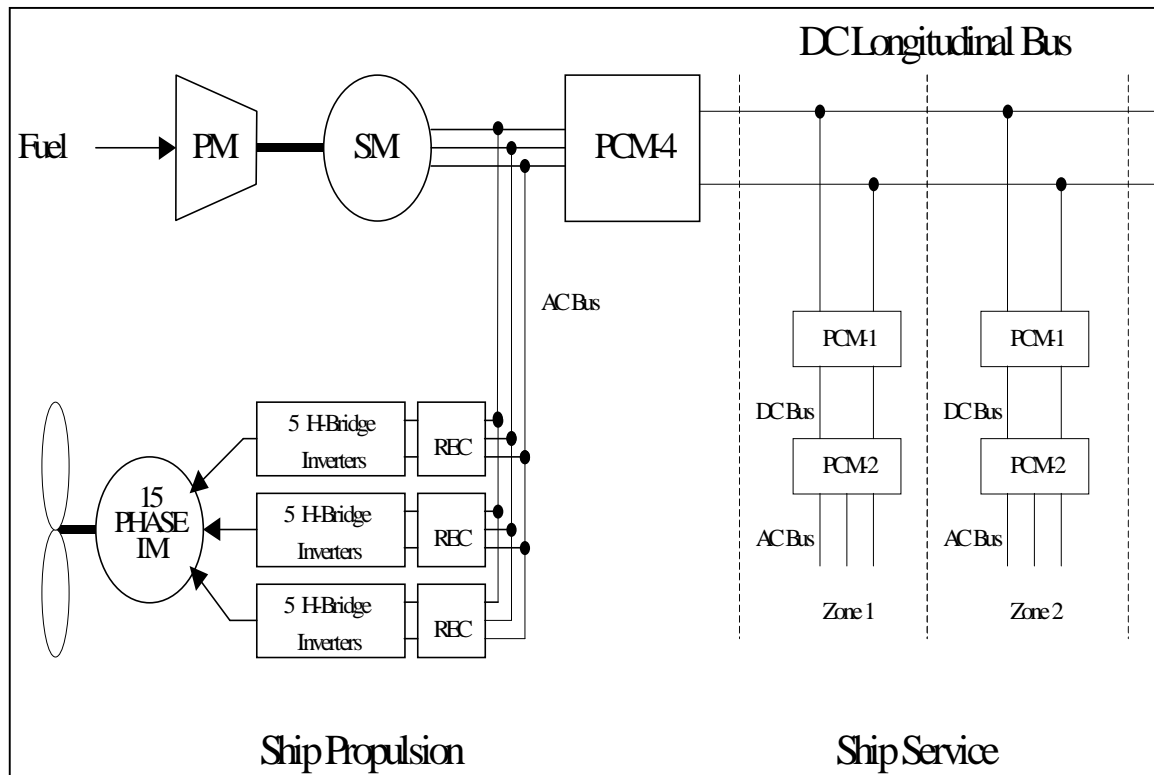 DC Longitudinal Bus
Fuel
PM
SM
PCM-4
AC Bus
PCM-1
PCM-1
DC Bus
DC Bus
PCM-2
PCM-2
AC Bus
AC Bus
Zone 1
Zone 2
5 H-Bridge
Inverters
REC
15
PHASE
IM
5 H-Bridge
Inverters
REC
5 H-Bridge
Inverters
REC
Ship Propulsion
Ship Service